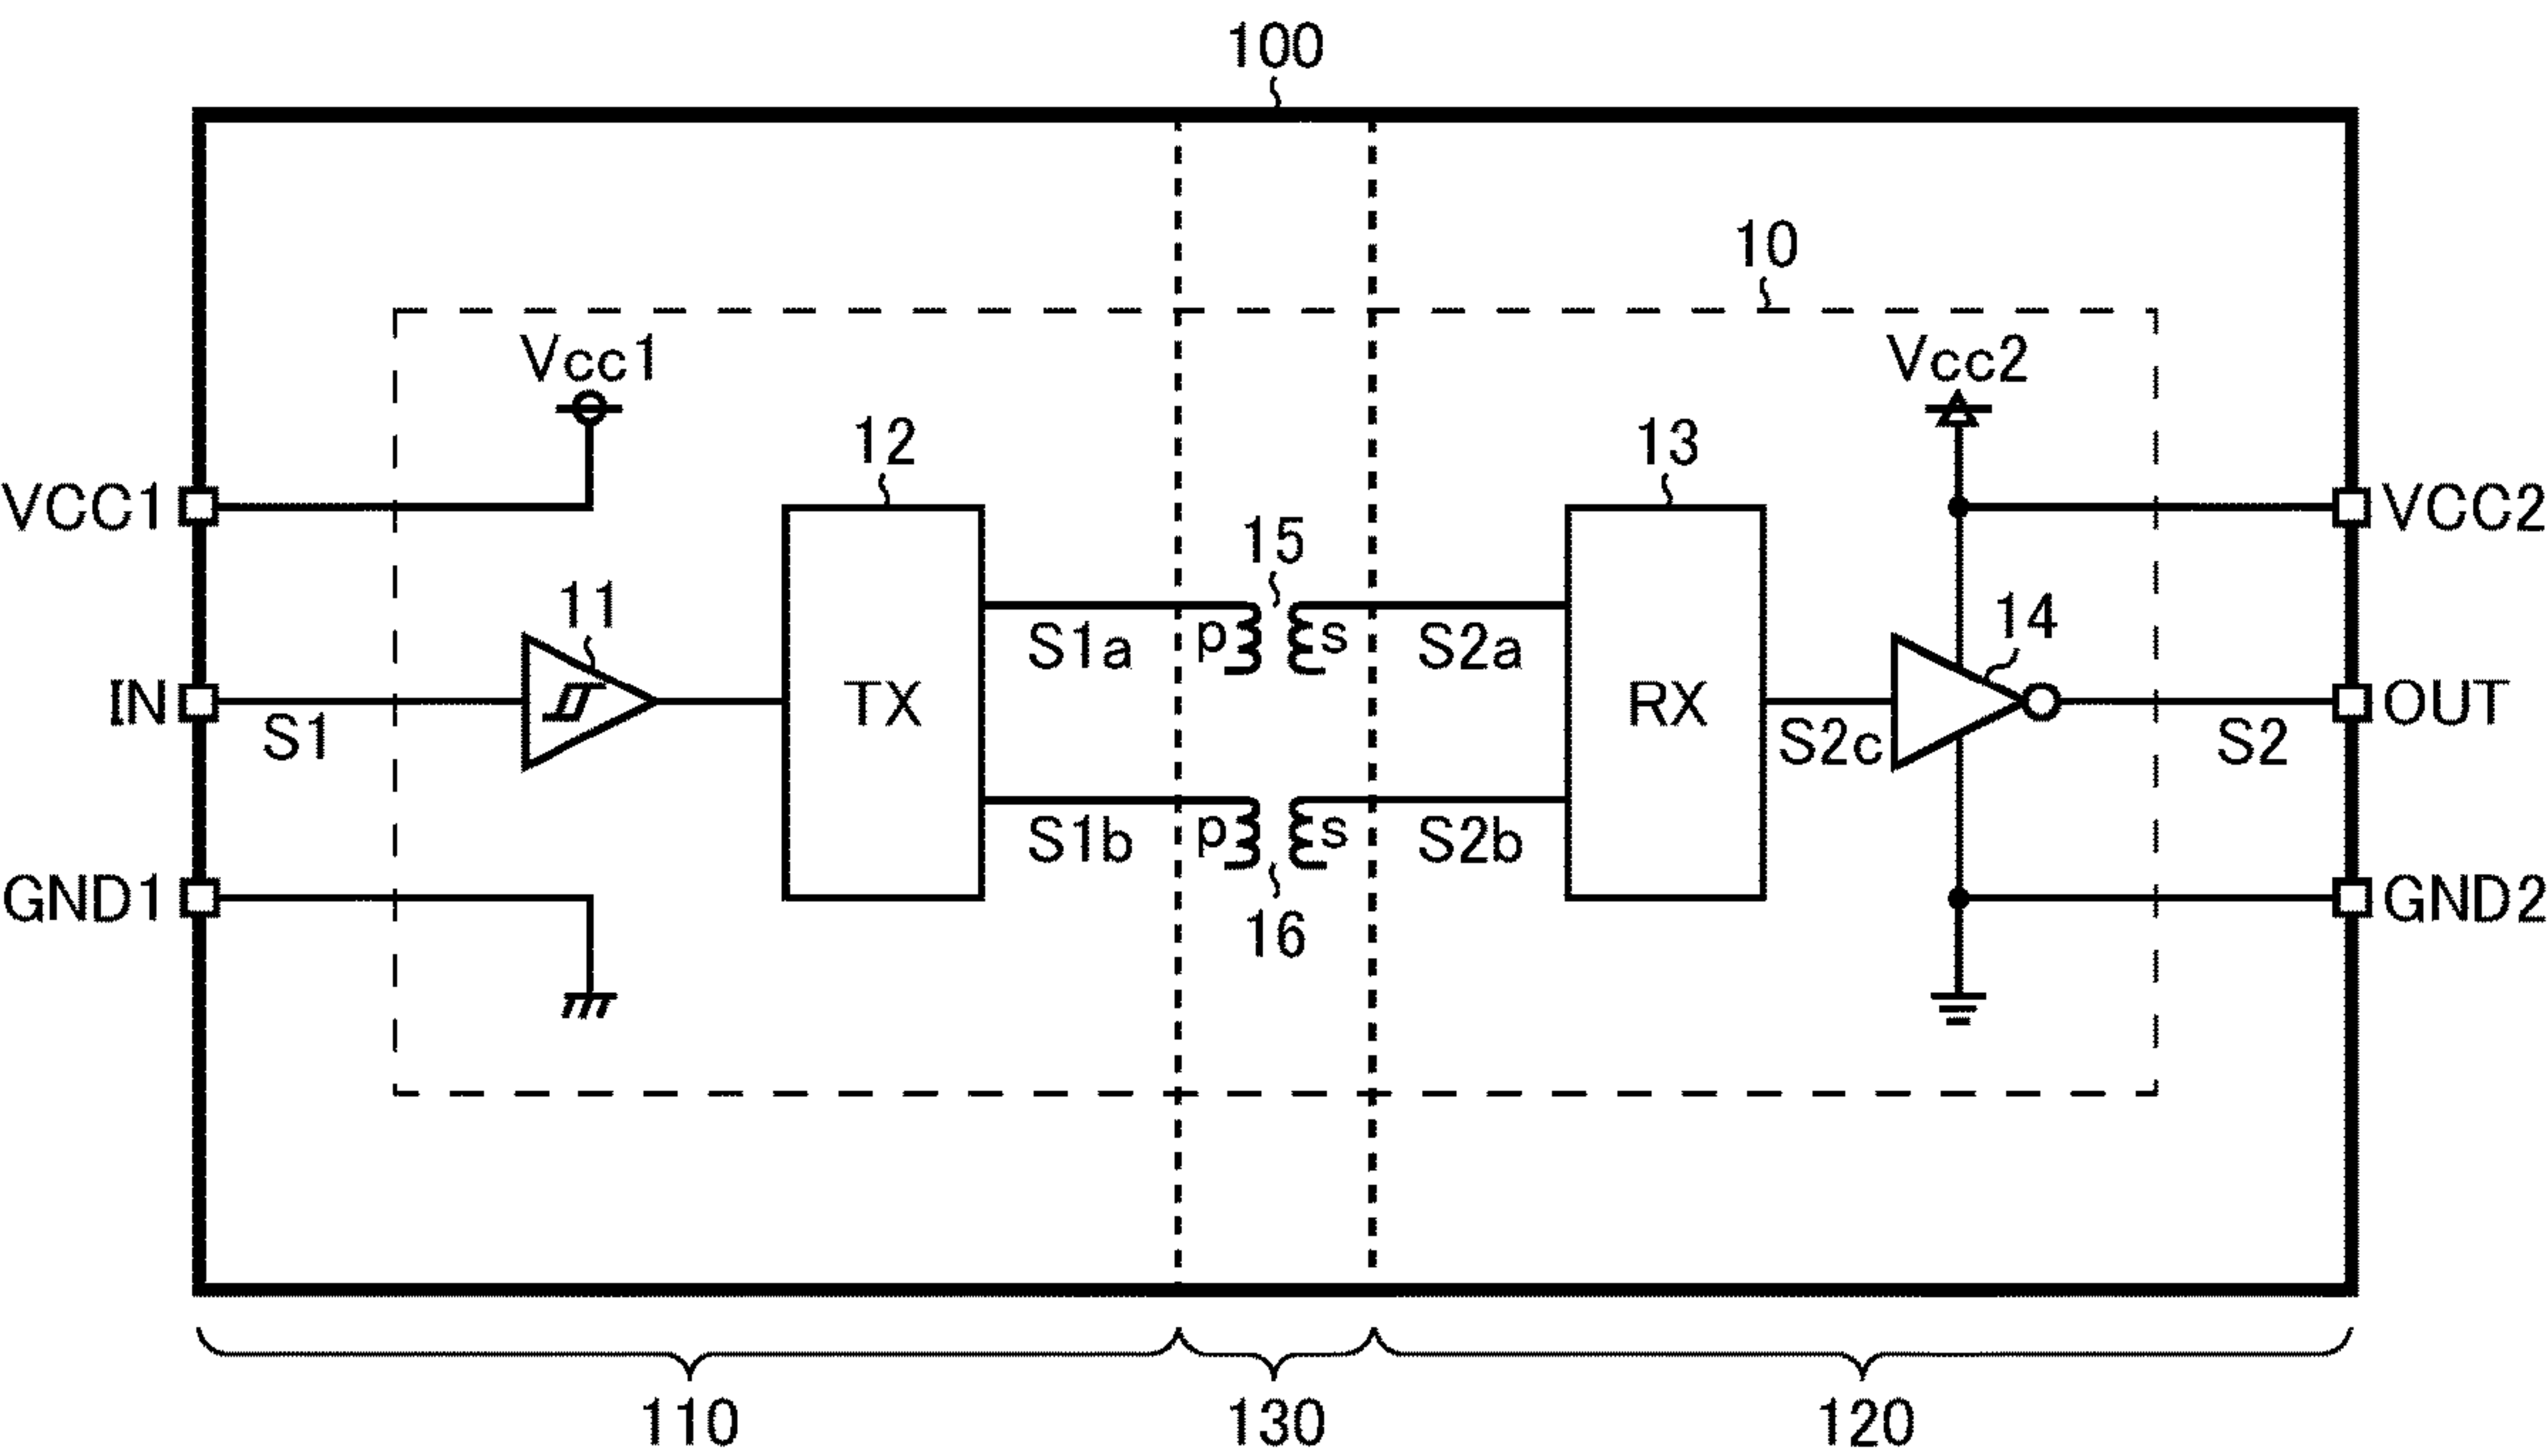 100
10
Vcc1
Vcc2
12
13
VCC1
VCC2
15
11
14
S1a
p
s
S2a
IN
S1
TX
RX
S2c
S2
OUT
S1b
p
s
S2b
GND1
16
GND2
110
130
120